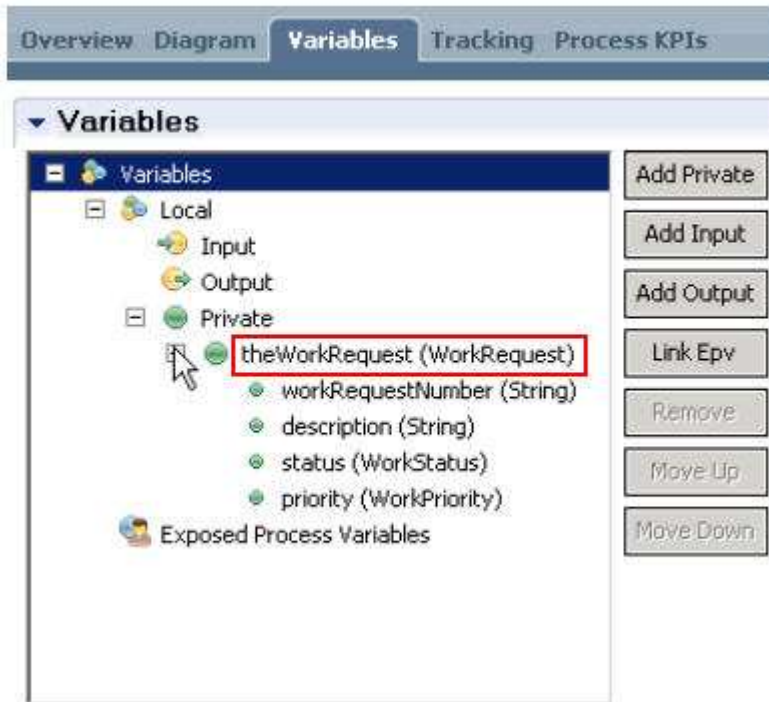 Overview Diagram Variables Tracking Process KPIs
Variables
Variables
Local
Input
Output
Private
theWorkRequest (WorkRequest)
workRequestNumber (String)
description (String)
status (WorkStatus)
priority (WorkPriority)
Exposed Process Variables
Add Private
Add Input
Add Output
Link Epv
Remove
Move Up
Move Down